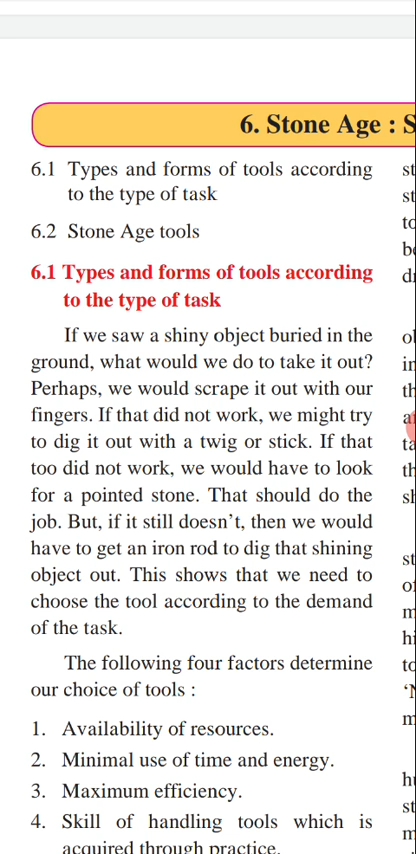 6. Stone Age : S
6.1 Types and forms of tools according
to the type of task
6.2 Stone Age tools
6.1 Types and forms of tools according
to the type of task
If we saw a shiny object buried in the
ground, what would we do to take it out?
Perhaps, we would scrape it out with our
fingers. If that did not work, we might try
to dig it out with a twig or stick. If that
too did not work, we would have to look
for a pointed stone. That should do the
job. But, if it still doesn't, then we would
have to get an iron rod to dig that shining
object out. This shows that we need to
choose the tool according to the demand
of the task.
The following four factors determine
our choice of tools :
1. Availability of resources.
2. Minimal use of time and energy.
3. Maximum efficiency.
4. Skill of handling tools which is
acquired through practice.